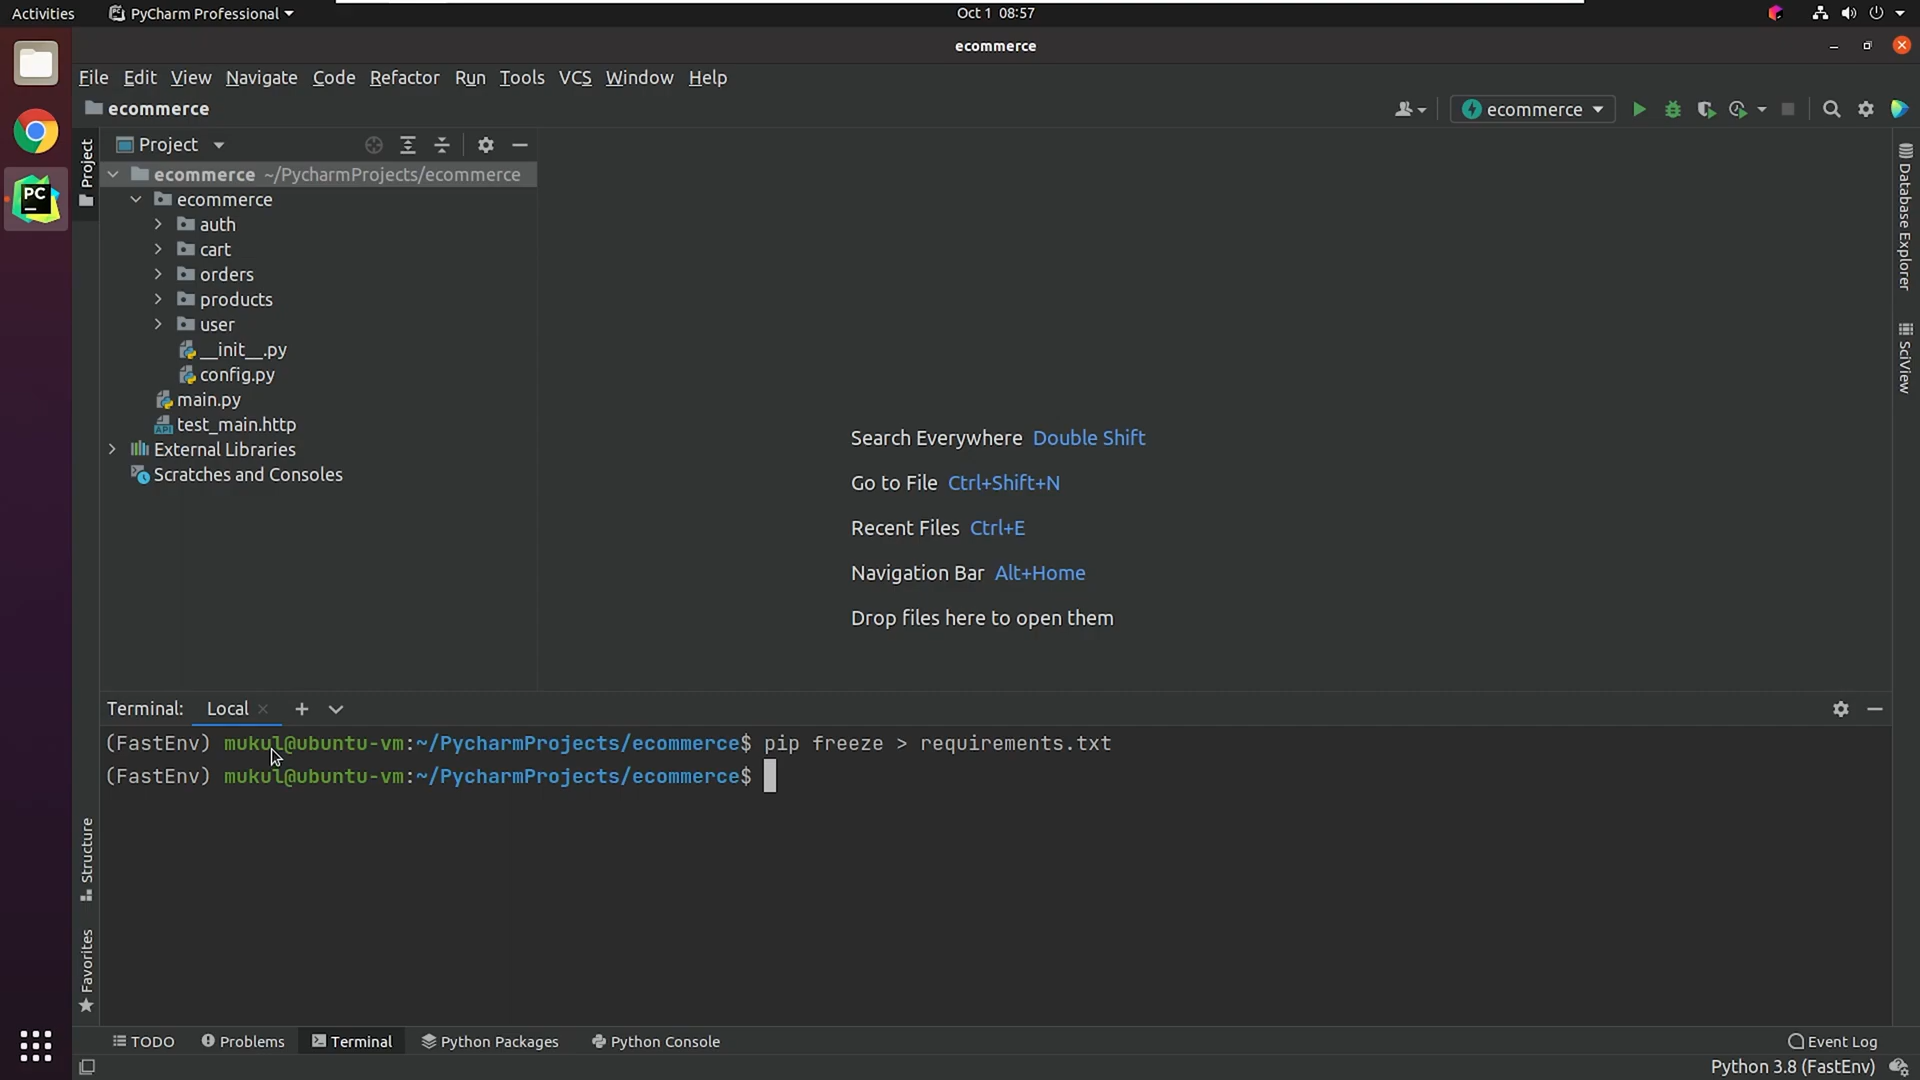 Activities PyCharm Professional Oct 1 08:57
ecommerce
File Edit View Navigate Code Refactor Run Tools VCS Window Help
ecommerce ecommerce
Project Project
ecommerce ~/PycharmProjects/ecommerce
ecommerce
auth
cart
orders
products
user
__init__.py
config.py
main.py
API test_main.http
External Libraries
Scratches and Consoles
PC
Database Explorer
SciView
Search Everywhere Double Shift
Go to File Ctrl+Shift+N
Recent Files Ctrl+E
Navigation Bar Alt+Home
Drop files here to open them
Terminal: Local
(FastEnv) mukul@ubuntu-vm:~/PycharmProjects/ecommerce$ pip freeze > requirements.txt
(FastEnv) mukul@ubuntu-vm:~/PycharmProjects/ecommerce$
Structure
Favorites
TODO Problems Terminal Python Packages Python Console Event Log
Python 3.8 (FastEnv)